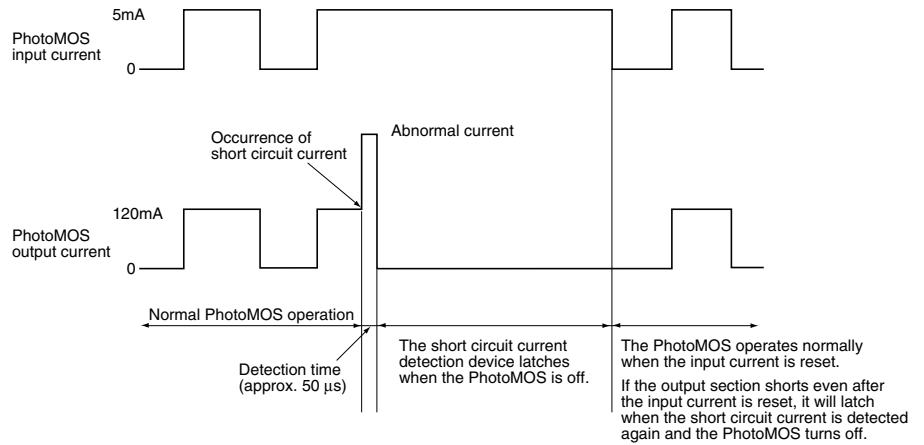 5mA
PhotoMOS
input current
0
Occurrence of
short circuit current
Abnormal current
120mA
PhotoMOS
output current
0
Normal PhotoMOS operation
Detection time
(approx. 50 μs)
The short circuit current
detection device latches
when the PhotoMOS is off.
The PhotoMOS operates normally
when the input current is reset.
If the output section shorts even after
the input current is reset, it will latch
when the short circuit current is detected
again and the PhotoMOS turns off.